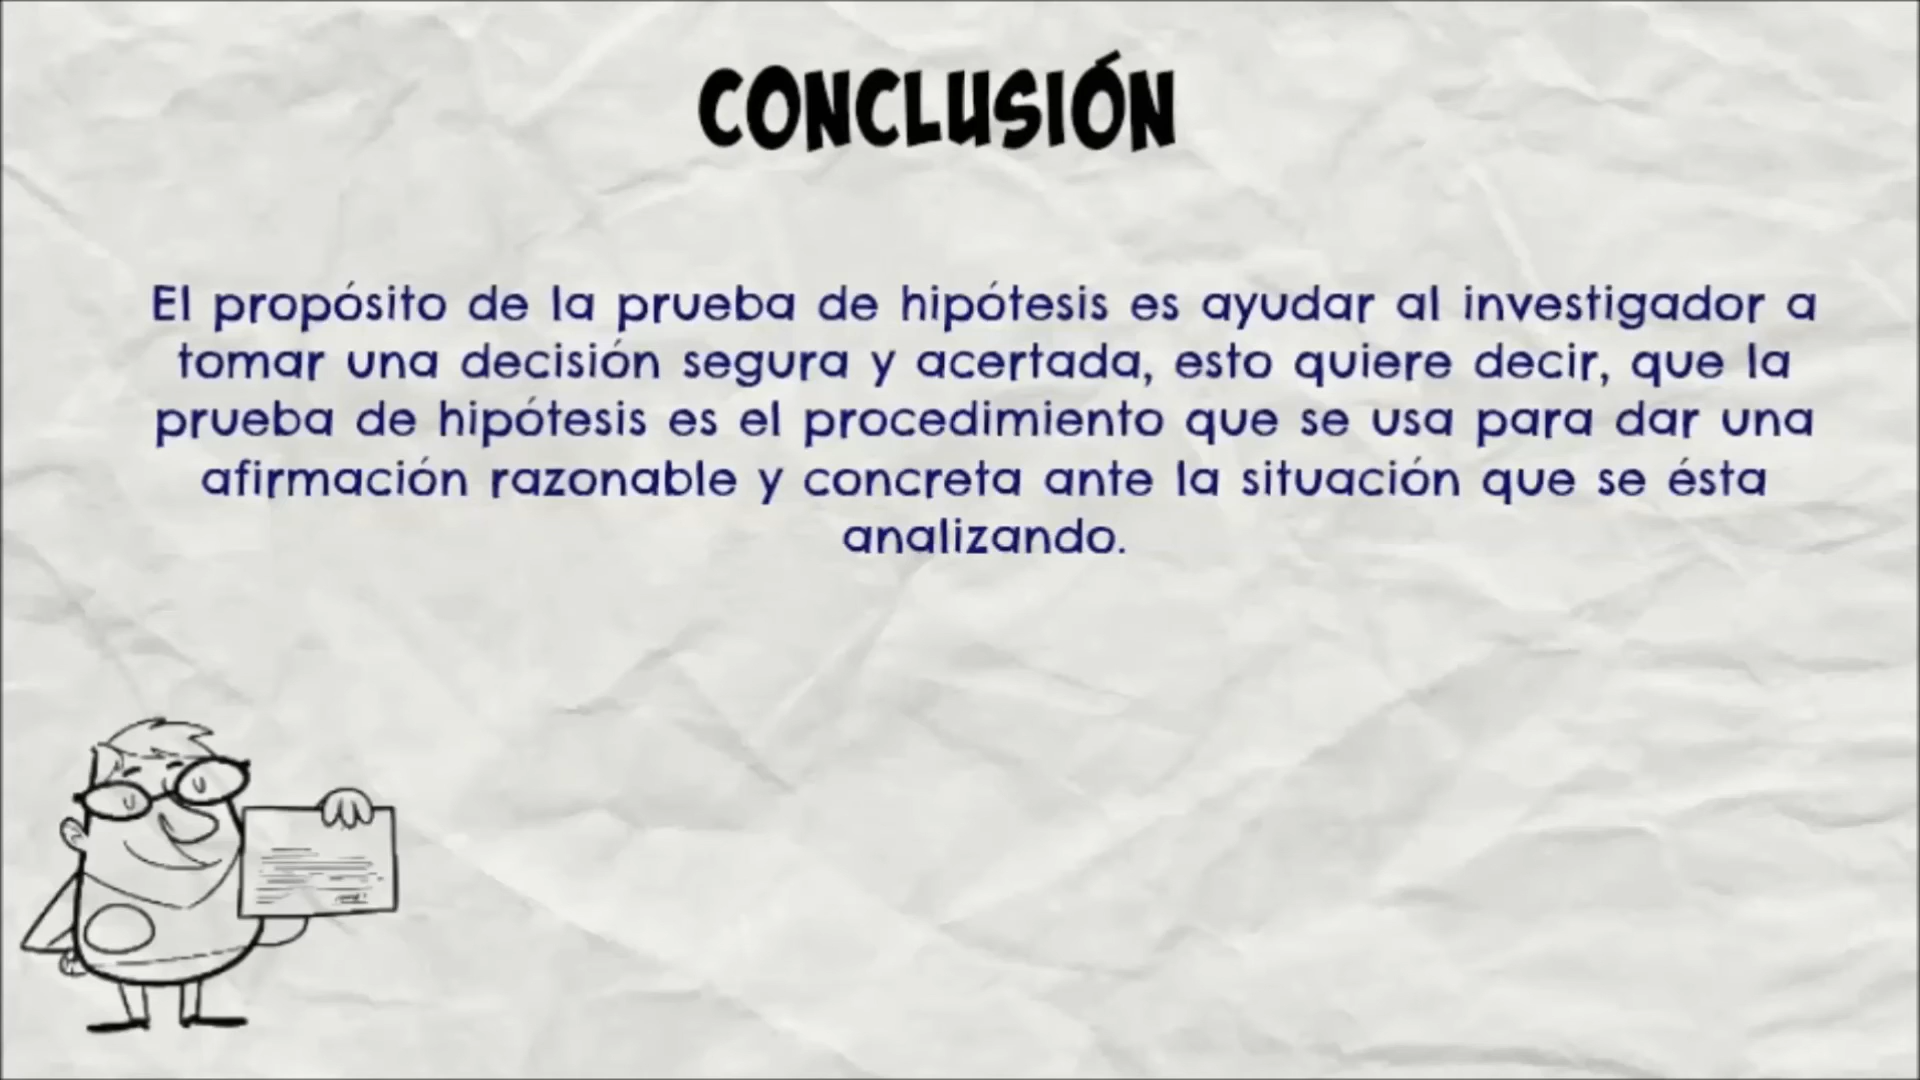 CONCLUSIÓN
El propósito de la prueba de hipótesis es ayudar al investigador a
tomar una decisión segura y acertada, esto quiere decir, que la
prueba de hipótesis es el procedimiento que se usa para dar una
afirmación razonable y concreta ante la situación que se ésta
analizando.